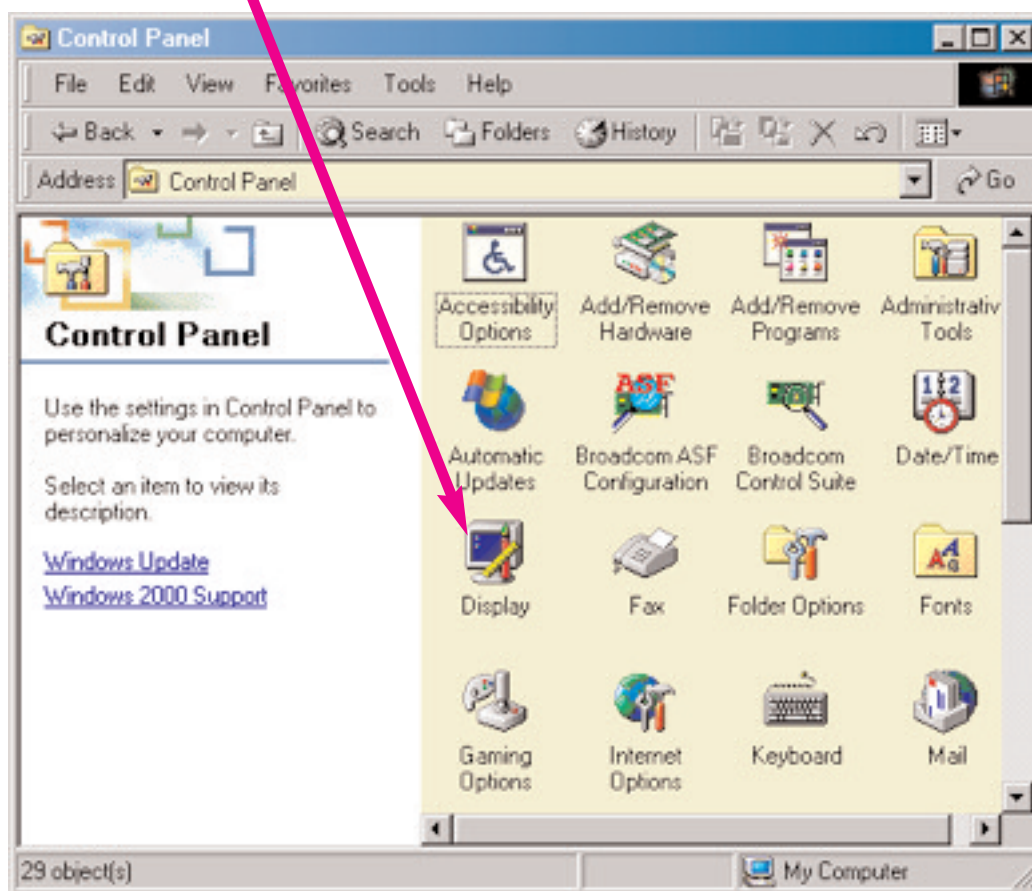 Control Panel
File Edit View Favorites Tools Help
Back Search Folders History
Address Control Panel Go
Control Panel
Use the settings in Control Panel to
personalize your computer.
Select an item to view its
description.
Windows Update
Windows 2000 Support
Accessibility
Options
Add/Remove
Hardware
Add/Remove
Programs
Administrativ
Tools
Automatic
Updates
ASF
Broadcom ASF
Configuration
Broadcom
Control Suite
1 2
Date/Time
Display
Fax
Folder Options
Fonts
Gaming
Options
Internet
Options
Keyboard
Mail
29 object(s)
My Computer